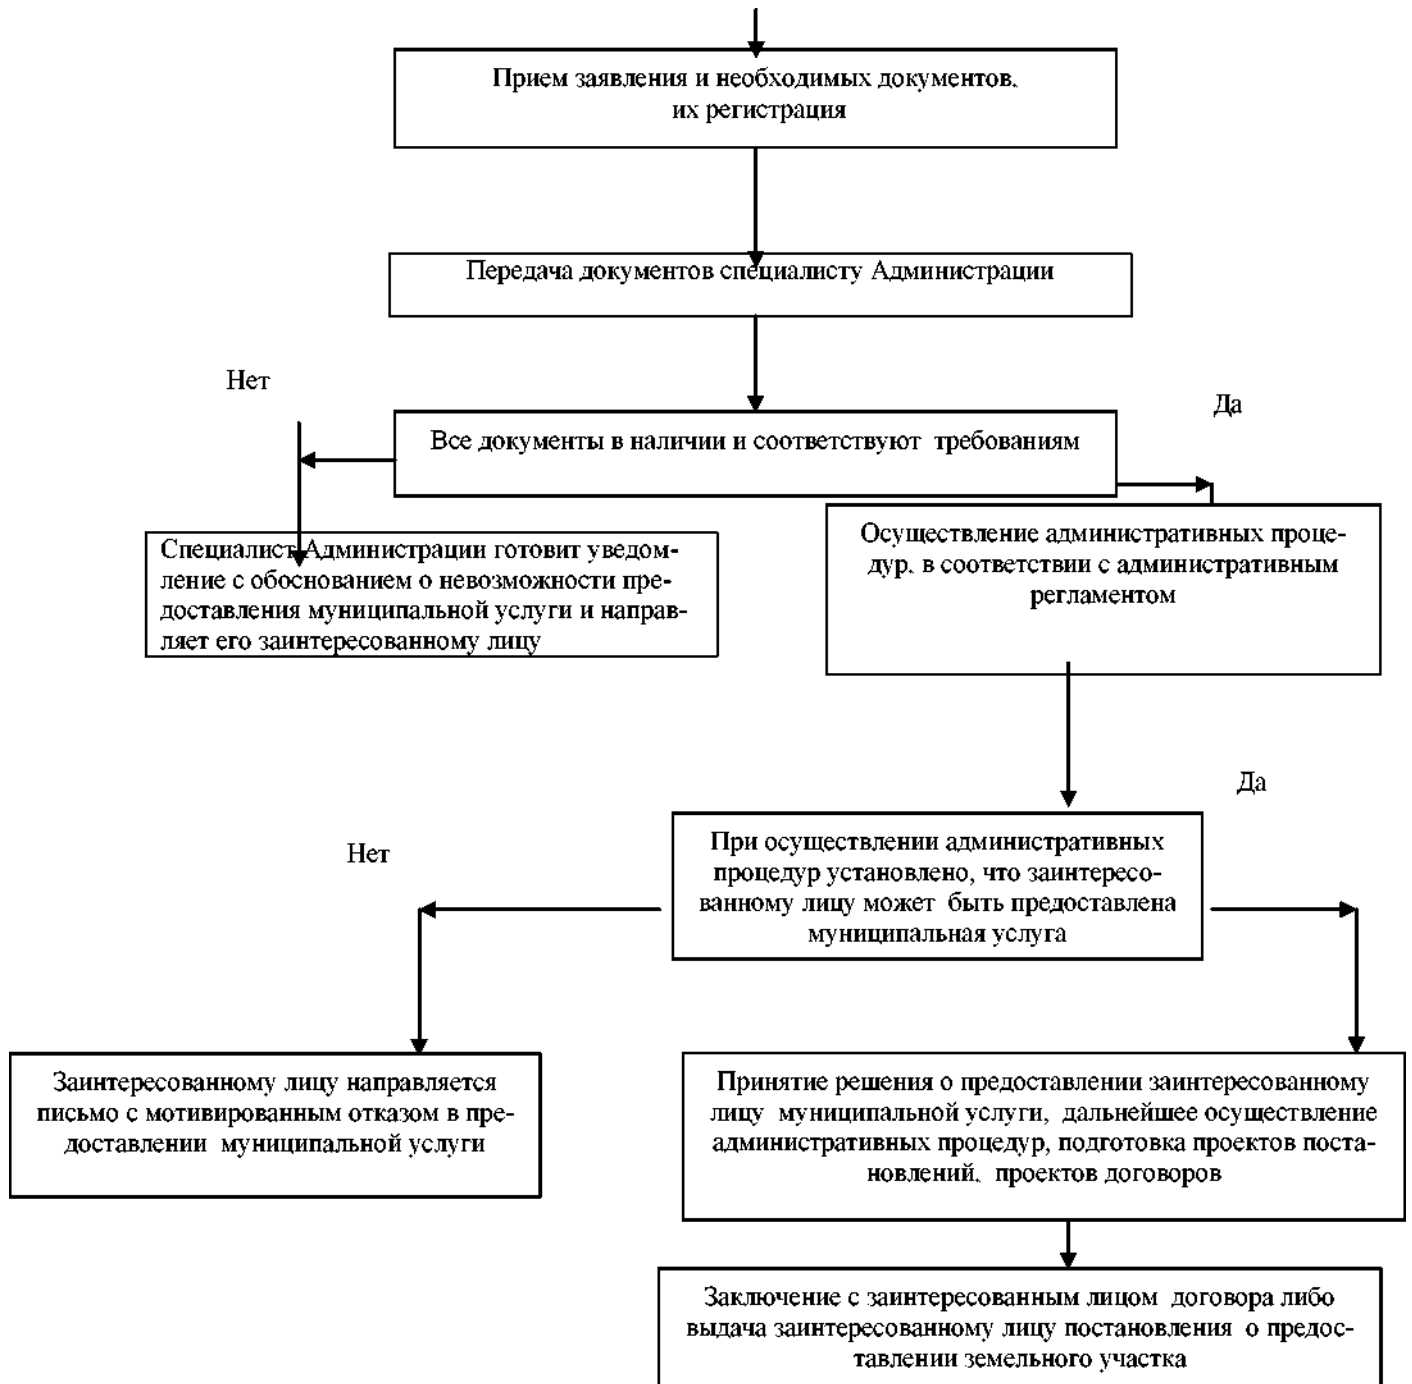 Прием заявления и необходимых документов,
их регистрация
Передача документов специалисту Администрации
Нет
Да
Все документы в наличии и соответствуют требованиям
Специалист Администрации готовит уведом-
ление с обоснованием о невозможности пре-
доставления муниципальной услуги и направ-
ляет его заинтересованному лицу
Осуществление административных проце-
дур, в соответствии с административным
регламентом
Да
Нет
При осуществлении административных
процедур установлено, что заинтересо-
ванному лицу может быть предоставлена
муниципальная услуга
Заинтересованному лицу направляется
письмо с мотивированным отказом в пре-
доставлении муниципальной услуги
Принятие решения о предоставлении заинтересованному
лицу муниципальной услуги, дальнейшее осуществление
административных процедур, подготовка проектов поста-
новлений, проектов договоров
Заключение с заинтересованным лицом договора либо
выдача заинтересованному лицу постановления о предос-
тавлении земельного участка